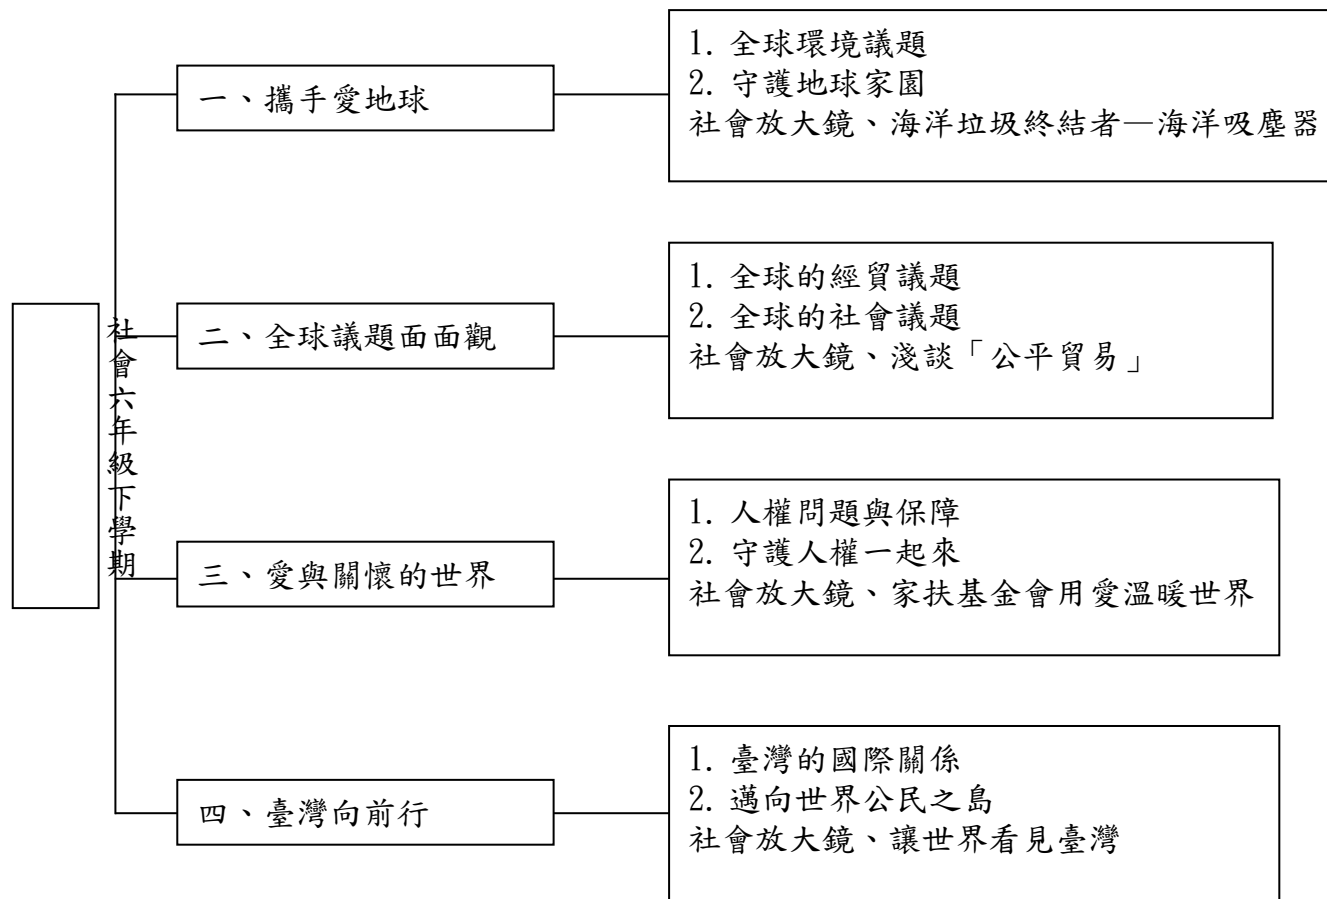 社會六年級下學期
一、攜手愛地球
1. 全球環境議題
2. 守護地球家園
社會放大鏡、海洋垃圾終結者—海洋吸塵器
二、全球議題面面觀
1. 全球的經貿議題
2. 全球的社會議題
社會放大鏡、淺談「公平貿易」
三、愛與關懷的世界
1. 人權問題與保障
2. 守護人權一起來
社會放大鏡、家扶基金會用愛溫暖世界
四、臺灣向前行
1. 臺灣的國際關係
2. 邁向世界公民之島
社會放大鏡、讓世界看見臺灣